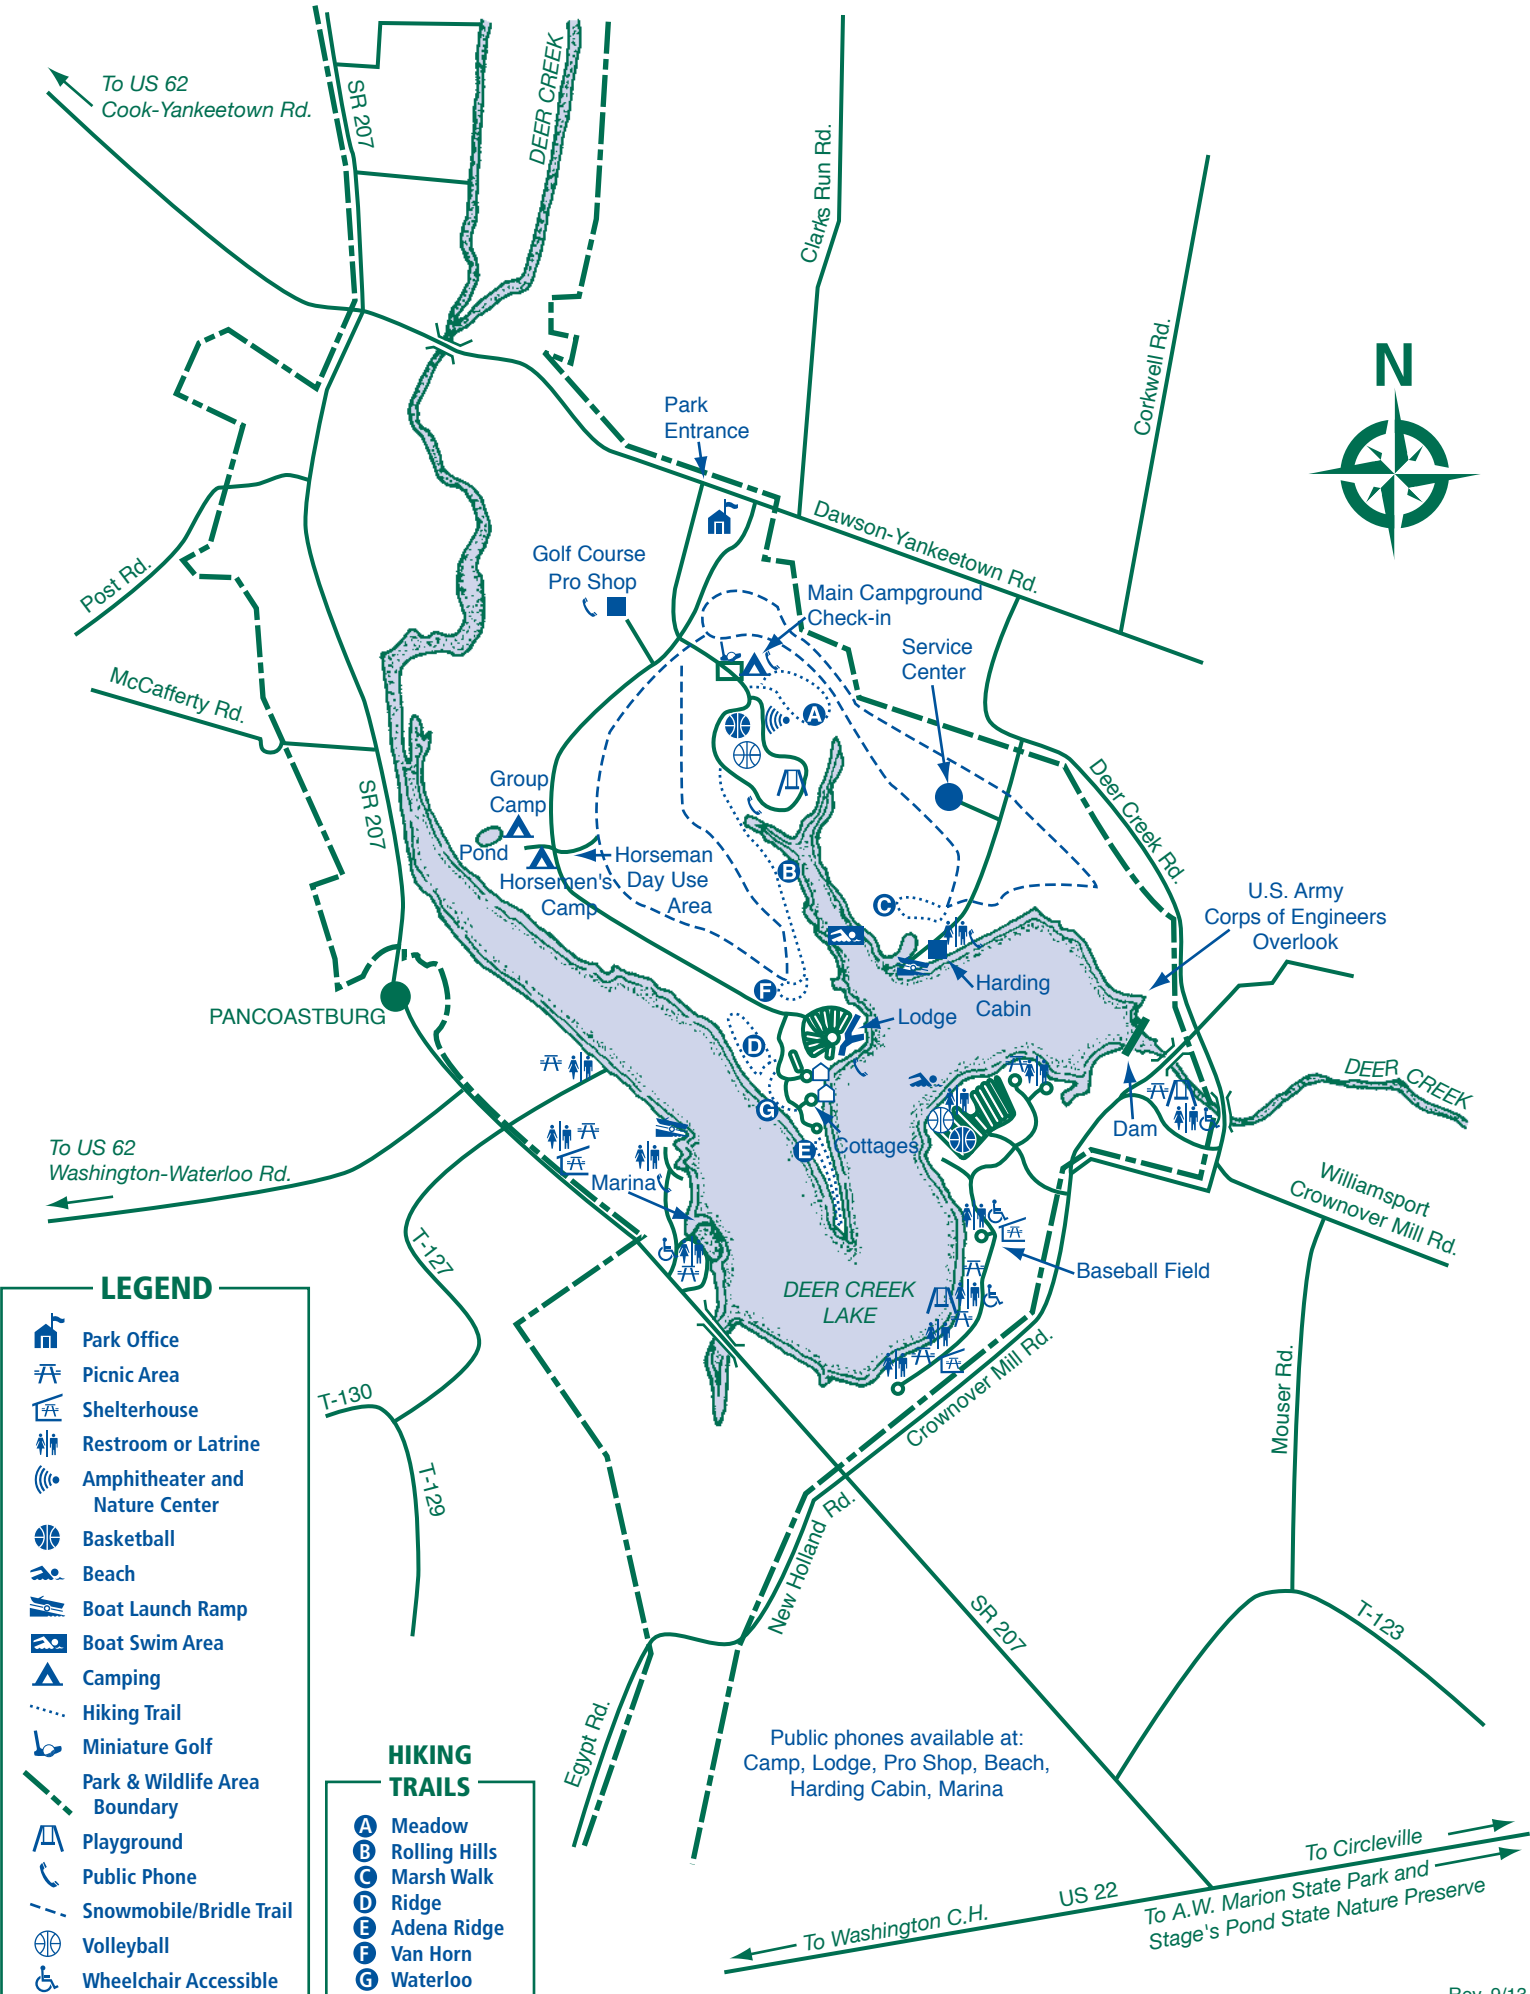 To US 62
Cook-Yankeetown Rd.
SR 207
DEER CREEK
Clarks Run Rd.
Corkwell Rd.
N
Park
Entrance
Dawson-Yankeetown Rd.
Golf Course
Pro Shop
Post Rd.
Main Campground
Check-in
Service
Center
McCafferty Rd.
A
SR 207
Group
Camp
Pond
Horsemen's
Camp
Horseman
Day Use
Area
B
C
Deer Creek Rd.
U.S. Army
Corps of Engineers
Overlook
Harding
Cabin
F
Lodge
PANCOASTBURG
D
G
E
Cottages
Dam
DEER CREEK
To US 62
Washington-Waterloo Rd.
Marina
Williamsport
Crownover Mill Rd.
T-127
Baseball Field
DEER CREEK
LAKE
Crownover Mill Rd.
Mouser Rd.
T-130
T-129
New Holland Rd.
SR 207
T-123
Egypt Rd.
Public phones available at:
Camp, Lodge, Pro Shop, Beach,
Harding Cabin, Marina
To Circleville
US 22
To A.W. Marion State Park and
Stage's Pond State Nature Preserve
To Washington C.H.
LEGEND
Park Office
Picnic Area
Shelterhouse
Restroom or Latrine
Amphitheater and
Nature Center
Basketball
Beach
Boat Launch Ramp
Boat Swim Area
Camping
Hiking Trail
Miniature Golf
Park & Wildlife Area
Boundary
Playground
Public Phone
Snowmobile/Bridle Trail
Volleyball
Wheelchair Accessible
HIKING
TRAILS
A Meadow
B Rolling Hills
C Marsh Walk
D Ridge
E Adena Ridge
F Van Horn
G Waterloo
Rev. 9/13